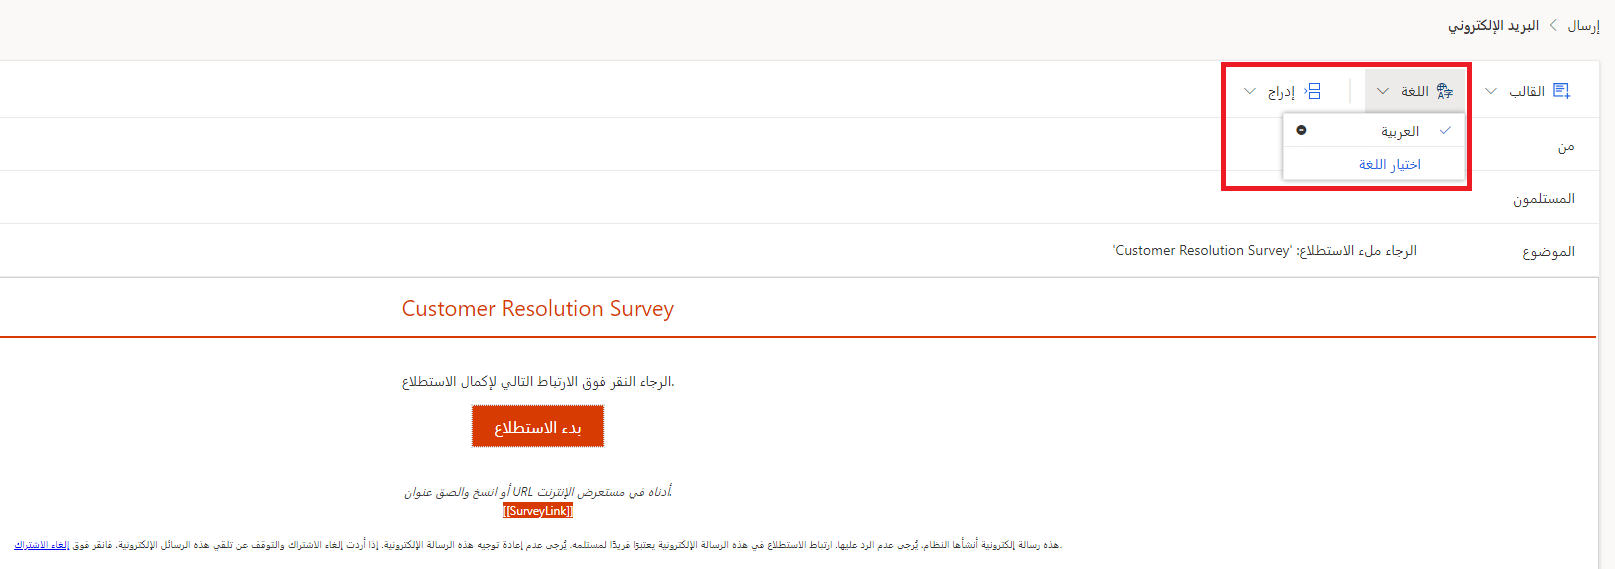 إرسال > البريد الإلكتروني
القالب
اللغة
إدراج
العربية
اختيار اللغة
من
المستلمون
الموضوع
الرجاء ملء الاستطلاع: 'Customer Resolution Survey'
Customer Resolution Survey
الرجاء النقر فوق الارتباط التالي لإكمال الاستطلاع.
بدء الاستطلاع
أو انسخ والصق عنوان URL أدناه في مستعرض الإنترنت.
[[SurveyLink]]
هذه رسالة إلكترونية أنشأها النظام. يُرجى عدم الرد عليها. ارتباط الاستطلاع في هذه الرسالة الإلكترونية يعتبترا فريدًا لمستلمه. يُرجى عدم إعادة توجيه هذه الرسالة الإلكترونية. إذا أردت إلغاء الاشتراك والتوقف عن تلقي هذه الرسائل الإلكترونية، فانقر فوق إلغاء الاشتراك.